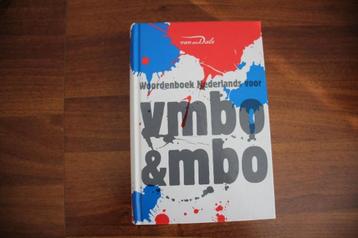 van Dale
Woordenboek Nederlands voor
vmbo
&mbo